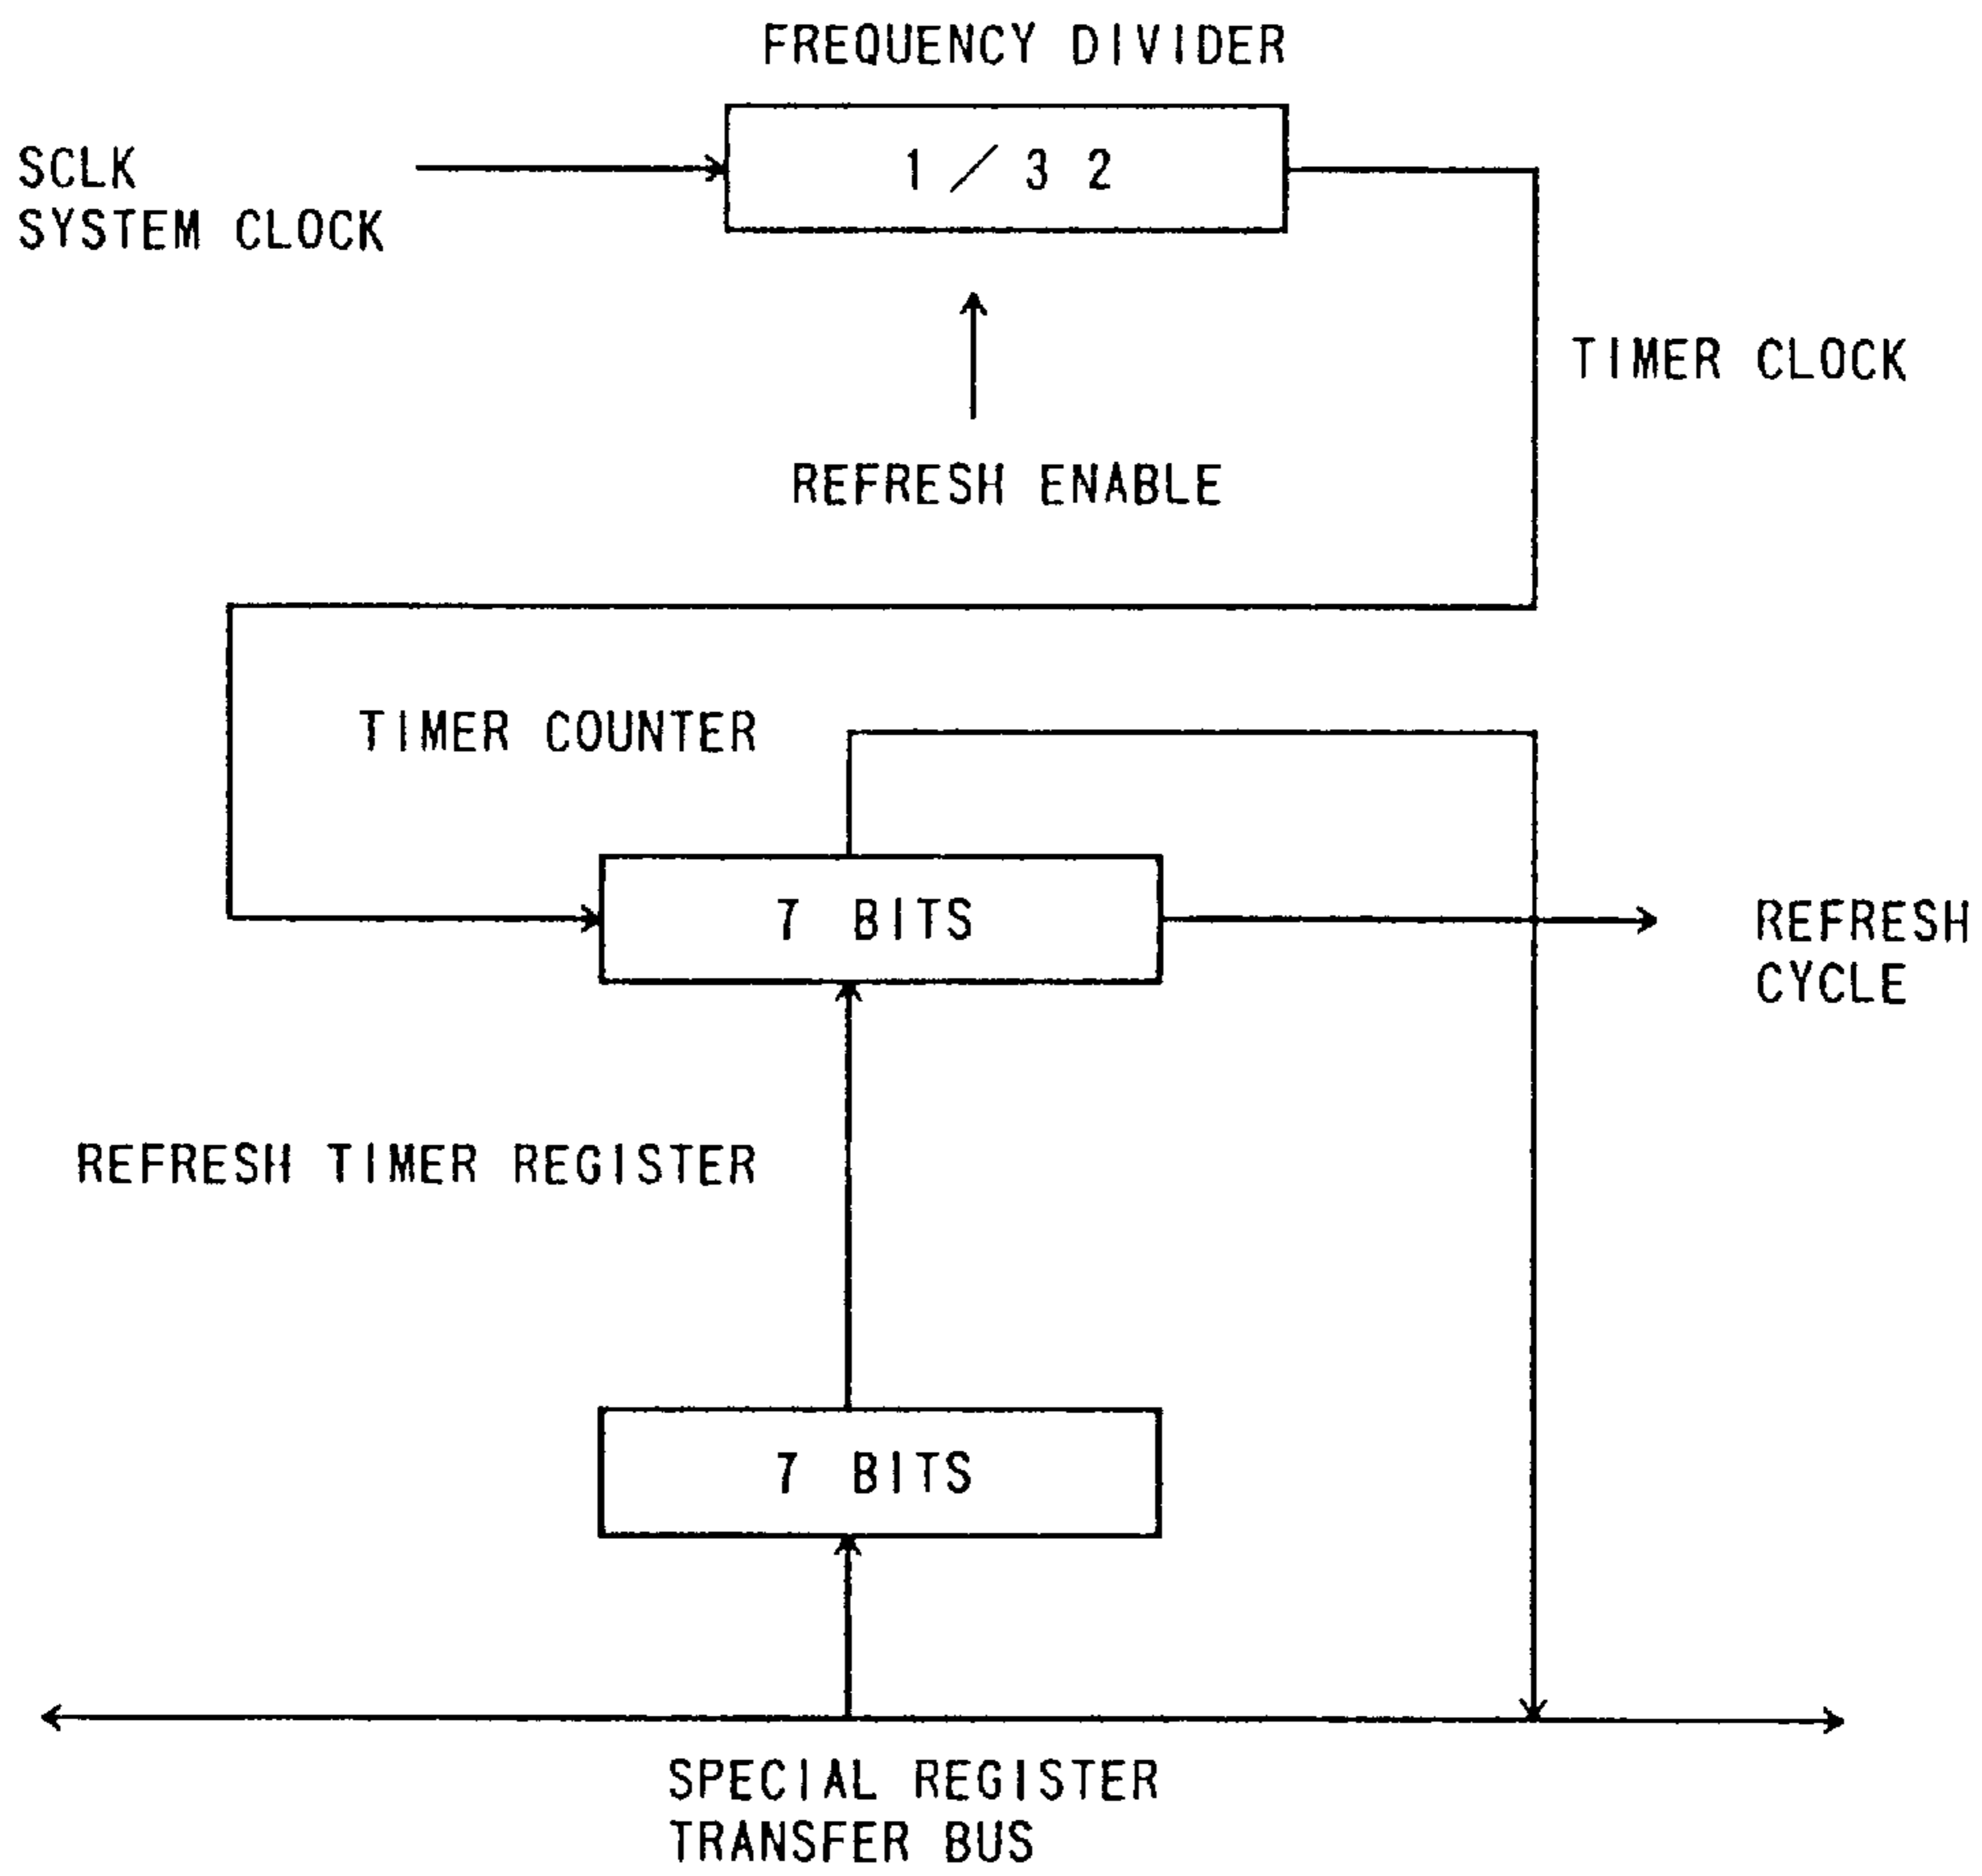 FREQUENCY DIVIDER
SCLK
SYSTEM CLOCK
1/32
TIMER CLOCK
REFRESH ENABLE
TIMER COUNTER
7 BITS
REFRESH
CYCLE
REFRESH TIMER REGISTER
7 BITS
SPECIAL REGISTER
TRANSFER BUS